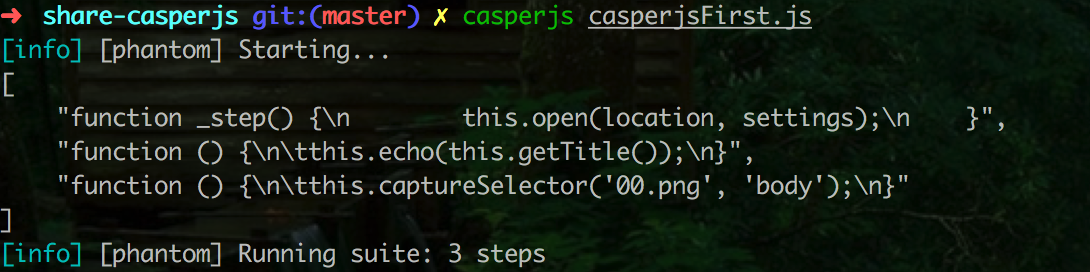 ➜ share-casperjs git:(master) ✗ casperjs casperjsFirst.js
[info] [phantom] Starting...
[
    "function _step() {\n        this.open(location, settings);\n    }",
    "function () {\n\tthis.echo(this.getTitle());\n}",
    "function () {\n\tthis.captureSelector('00.png', 'body');\n}"
]
[info] [phantom] Running suite: 3 steps